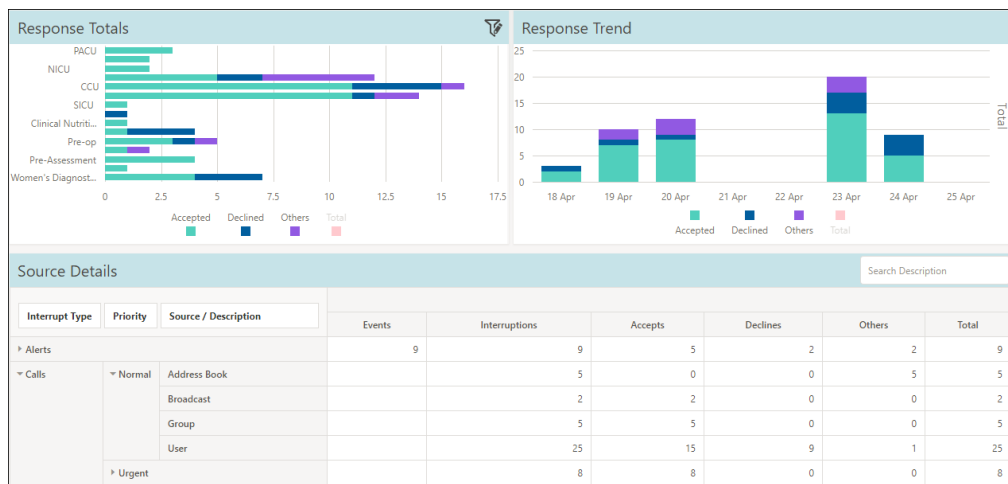 Response Totals
Response Trend
PACU
NICU
CCU
SICU
Clinical Nutriti...
Pre-op
Pre-Assessment
Women's Diagnost...
0 2.5 5 7.5 10 12.5 15 17.5
Accepted Declined Others Total
25
20
15
10
5
0
Total
18 Apr 19 Apr 20 Apr 21 Apr 22 Apr 23 Apr 24 Apr 25 Apr
Accepted Declined Others Total
Source Details
Search Description
Interrupt Type Priority Source / Description
Events Interruptions Accepts Declines Others Total
Alerts 9 9 5 2 2 9
Calls Normal Address Book 5 0 0 5 5
Broadcast 2 2 0 0 2
Group 5 5 0 0 5
User 25 15 9 1 25
Urgent 8 8 0 0 8